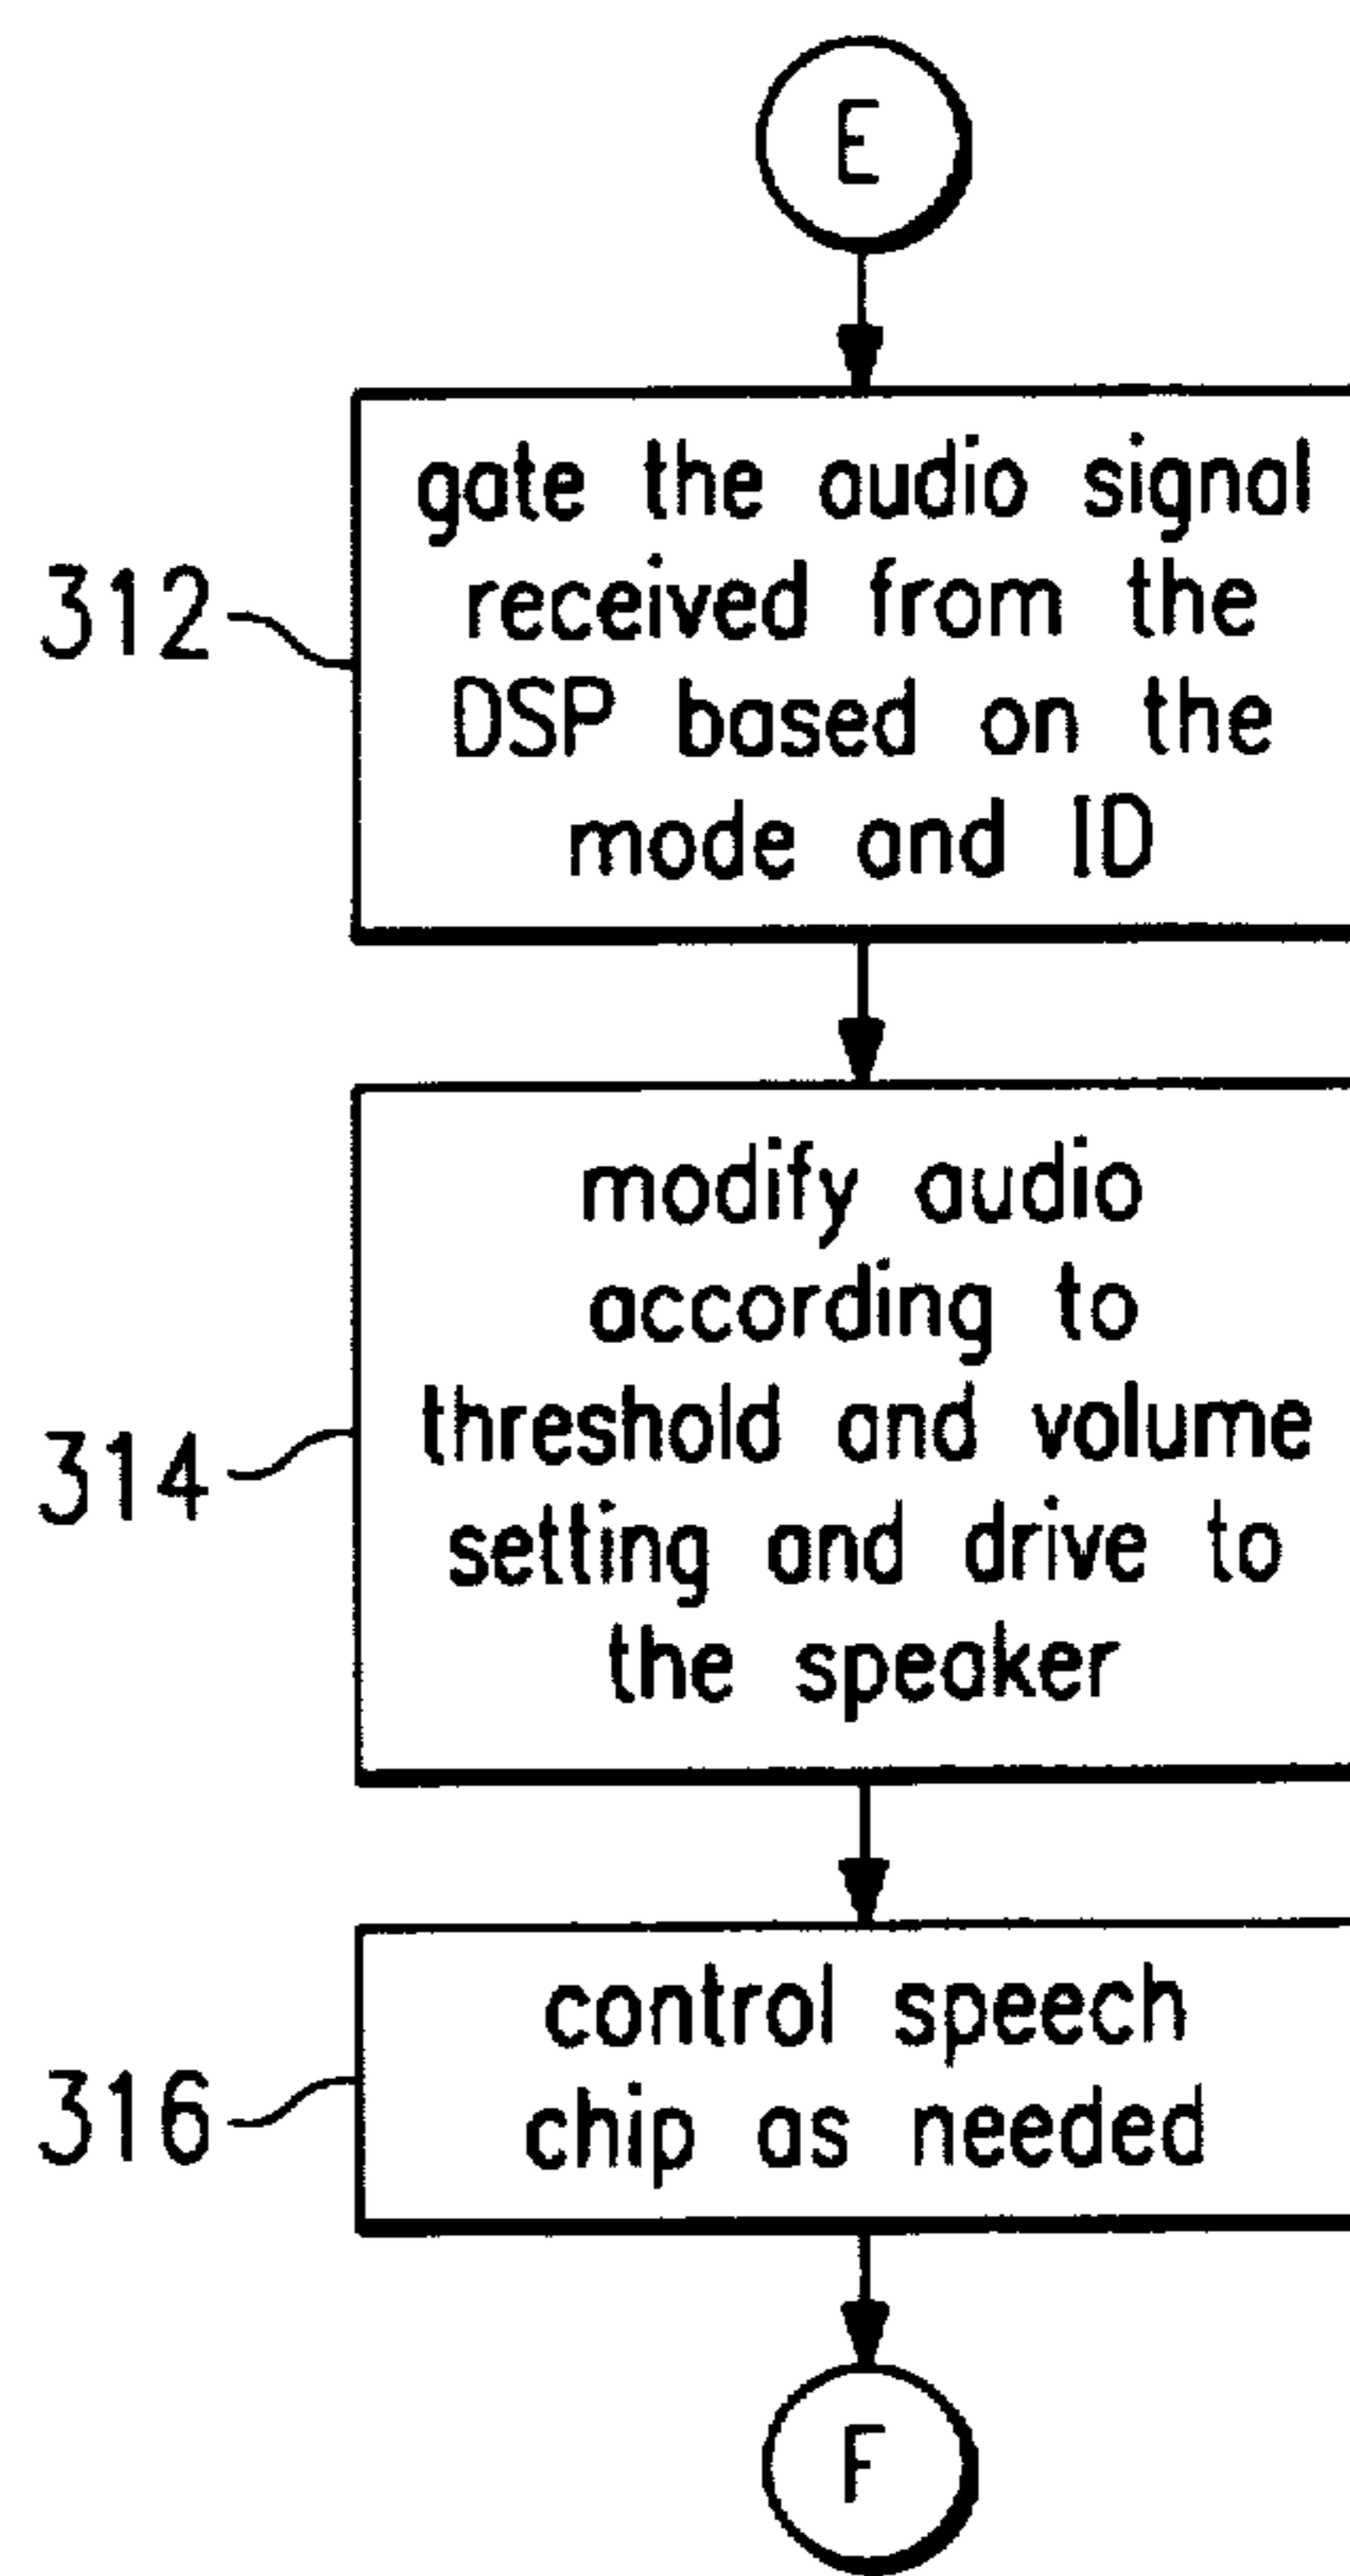 E
312
gate the audio signal
received from the
DSP based on the
mode and ID
314
modify audio
according to
threshold and volume
setting and drive to
the speaker
316
control speech
chip as needed
F